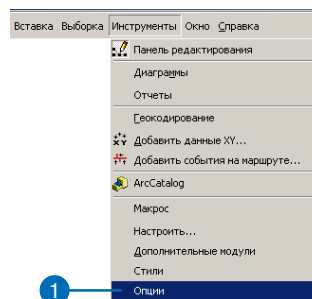 Вставка Выборка Инструменты Окно Справка
Панель редактирования
Диаграммы
Отчеты
Геокодирование
Добавить данные XY...
Добавить события на маршруте...
ArcCatalog
Макрос
Настроить...
Дополнительные модули
Стили
1 Опции